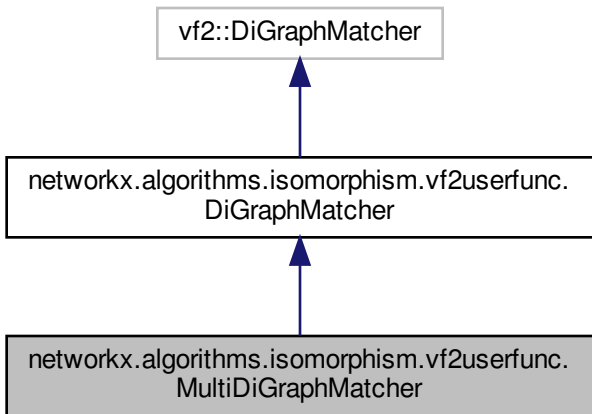 vf2::DiGraphMatcher
networkx.algorithms.isomorphism.vf2userfunc.
DiGraphMatcher
networkx.algorithms.isomorphism.vf2userfunc.
MultiDiGraphMatcher